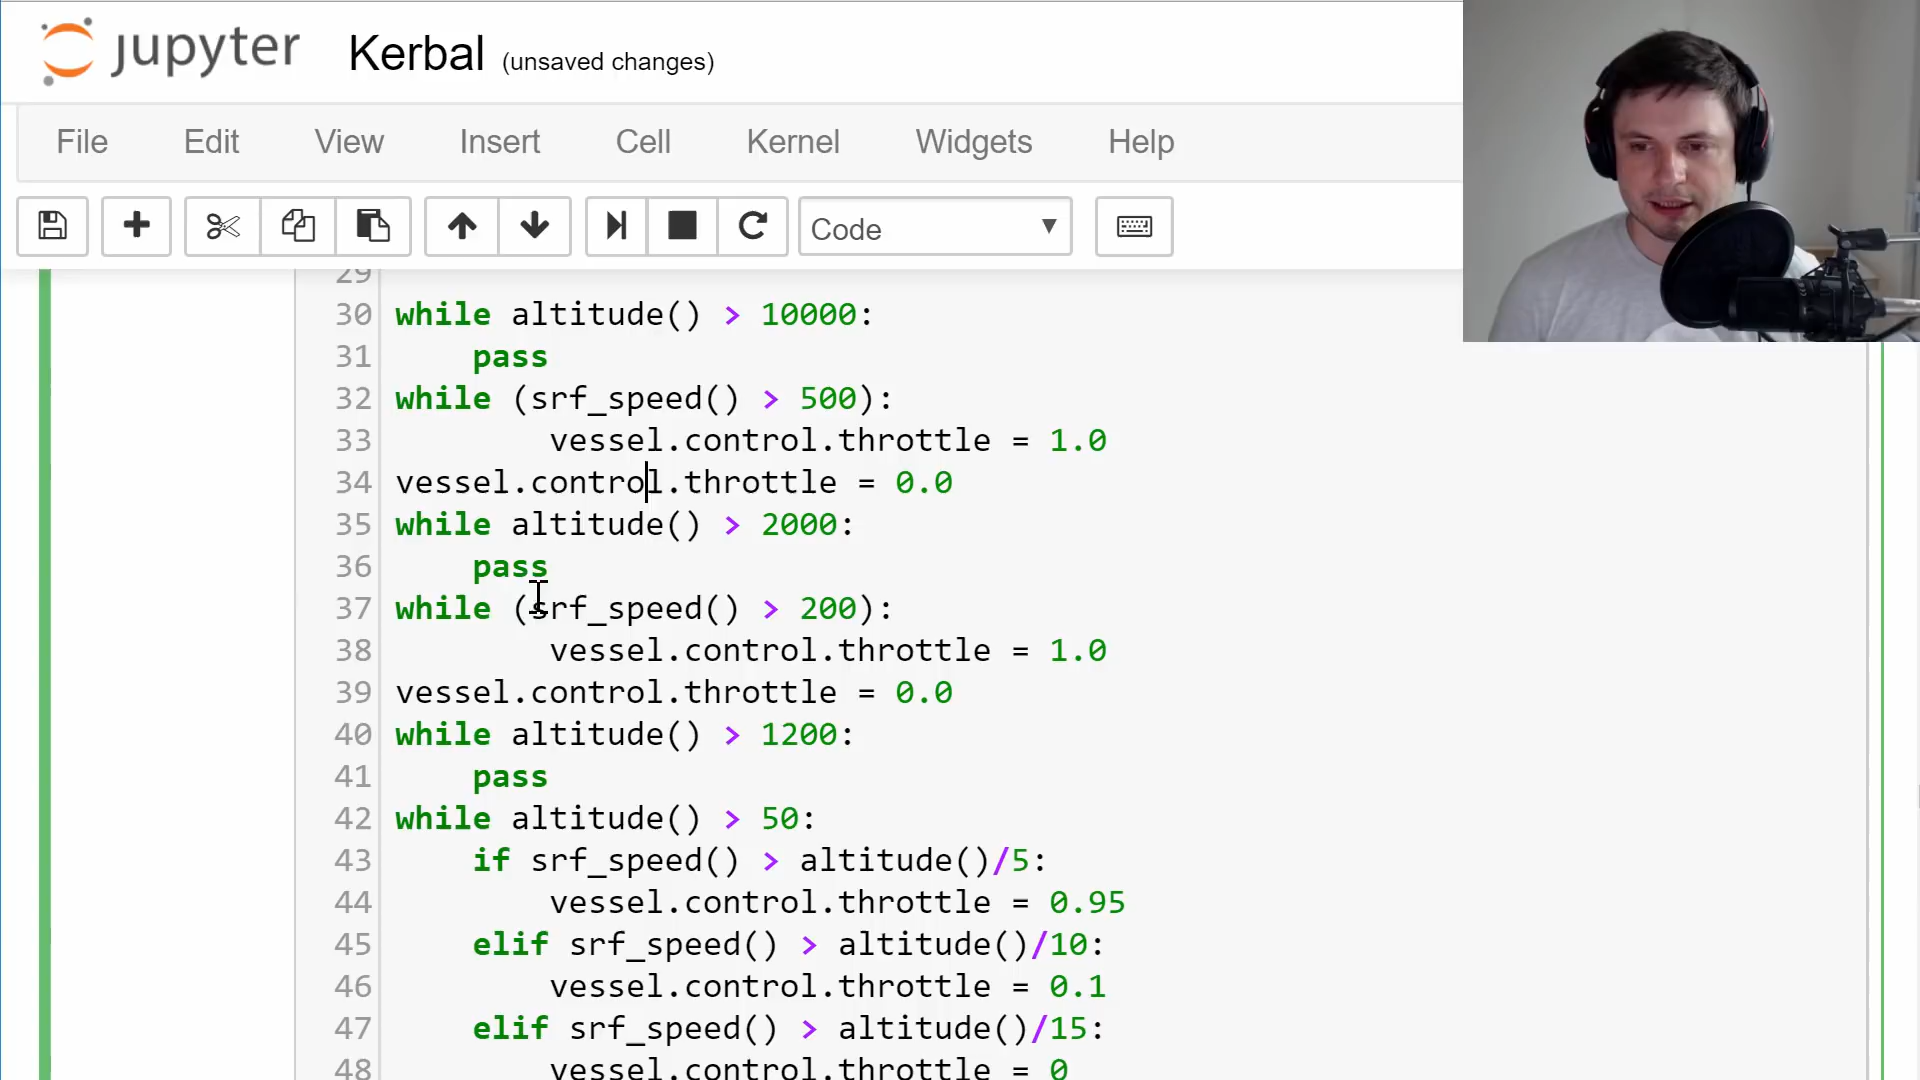 jupyter Kerbal (unsaved changes)
File Edit View Insert Cell Kernel Widgets Help
Code
29
30 while altitude() > 10000:
31 pass
32 while (srf_speed() > 500):
33 vessel.control.throttle = 1.0
34 vessel.control.throttle = 0.0
35 while altitude() > 2000:
36 pass
37 while (srf_speed() > 200):
38 vessel.control.throttle = 1.0
39 vessel.control.throttle = 0.0
40 while altitude() > 1200:
41 pass
42 while altitude() > 50:
43 if srf_speed() > altitude()/5:
44 vessel.control.throttle = 0.95
45 elif srf_speed() > altitude()/10:
46 vessel.control.throttle = 0.1
47 elif srf_speed() > altitude()/15:
48 vessel.control.throttle = 0